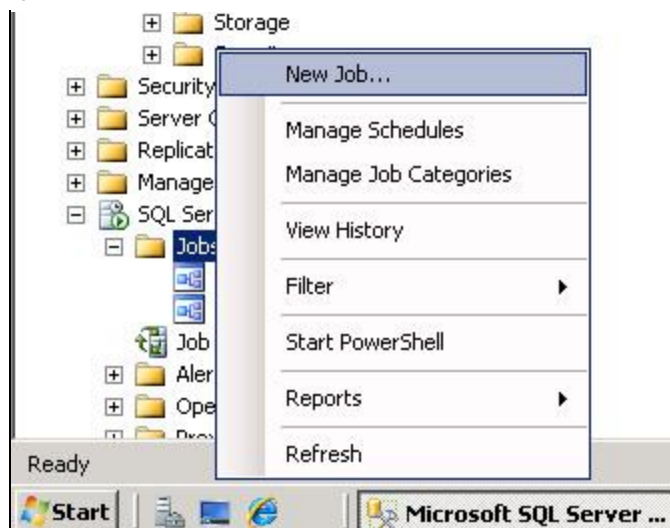 Storage
Security
New Job...
Server
Manage Schedules
Replicat
Manage Job Categories
Manage
SQL Ser
View History
Jobs
Filter
Job
Start PowerShell
Aler
Ope
Reports
Refresh
Ready
Start
Microsoft SQL Server ...